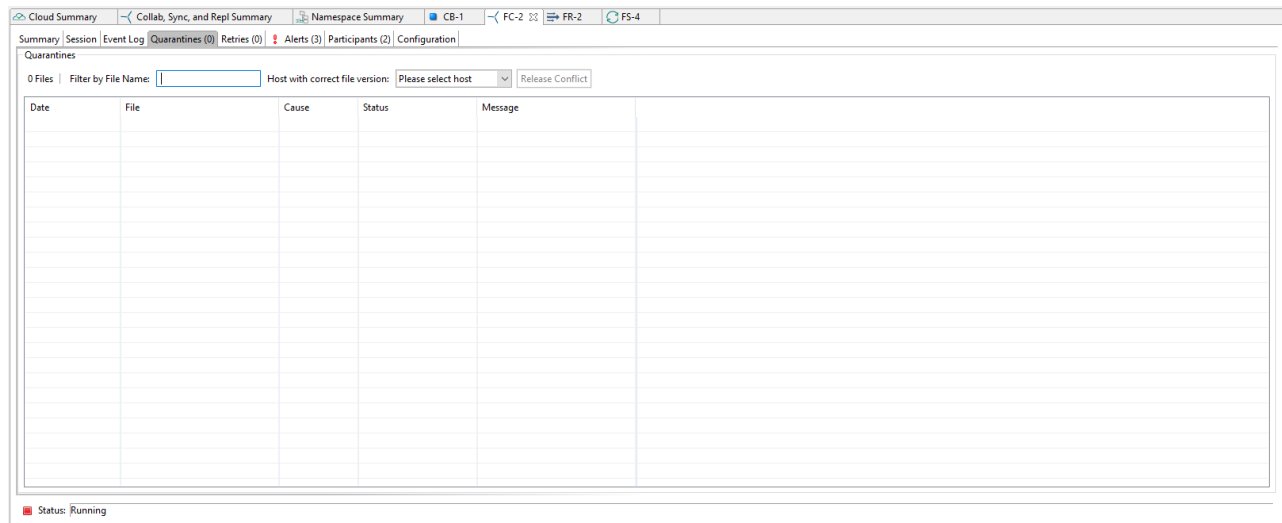 Cloud Summary Collab, Sync, and Repl Summary Namespace Summary CB-1 FC-2 FR-2 FS-4
Summary Session Event Log Quarantines (0) Retries (0) Alerts (3) Participants (2) Configuration
Quarantines
0 Files Filter by File Name: Host with correct file version: Please select host Release Conflict
Date File Cause Status Message
Status: Running